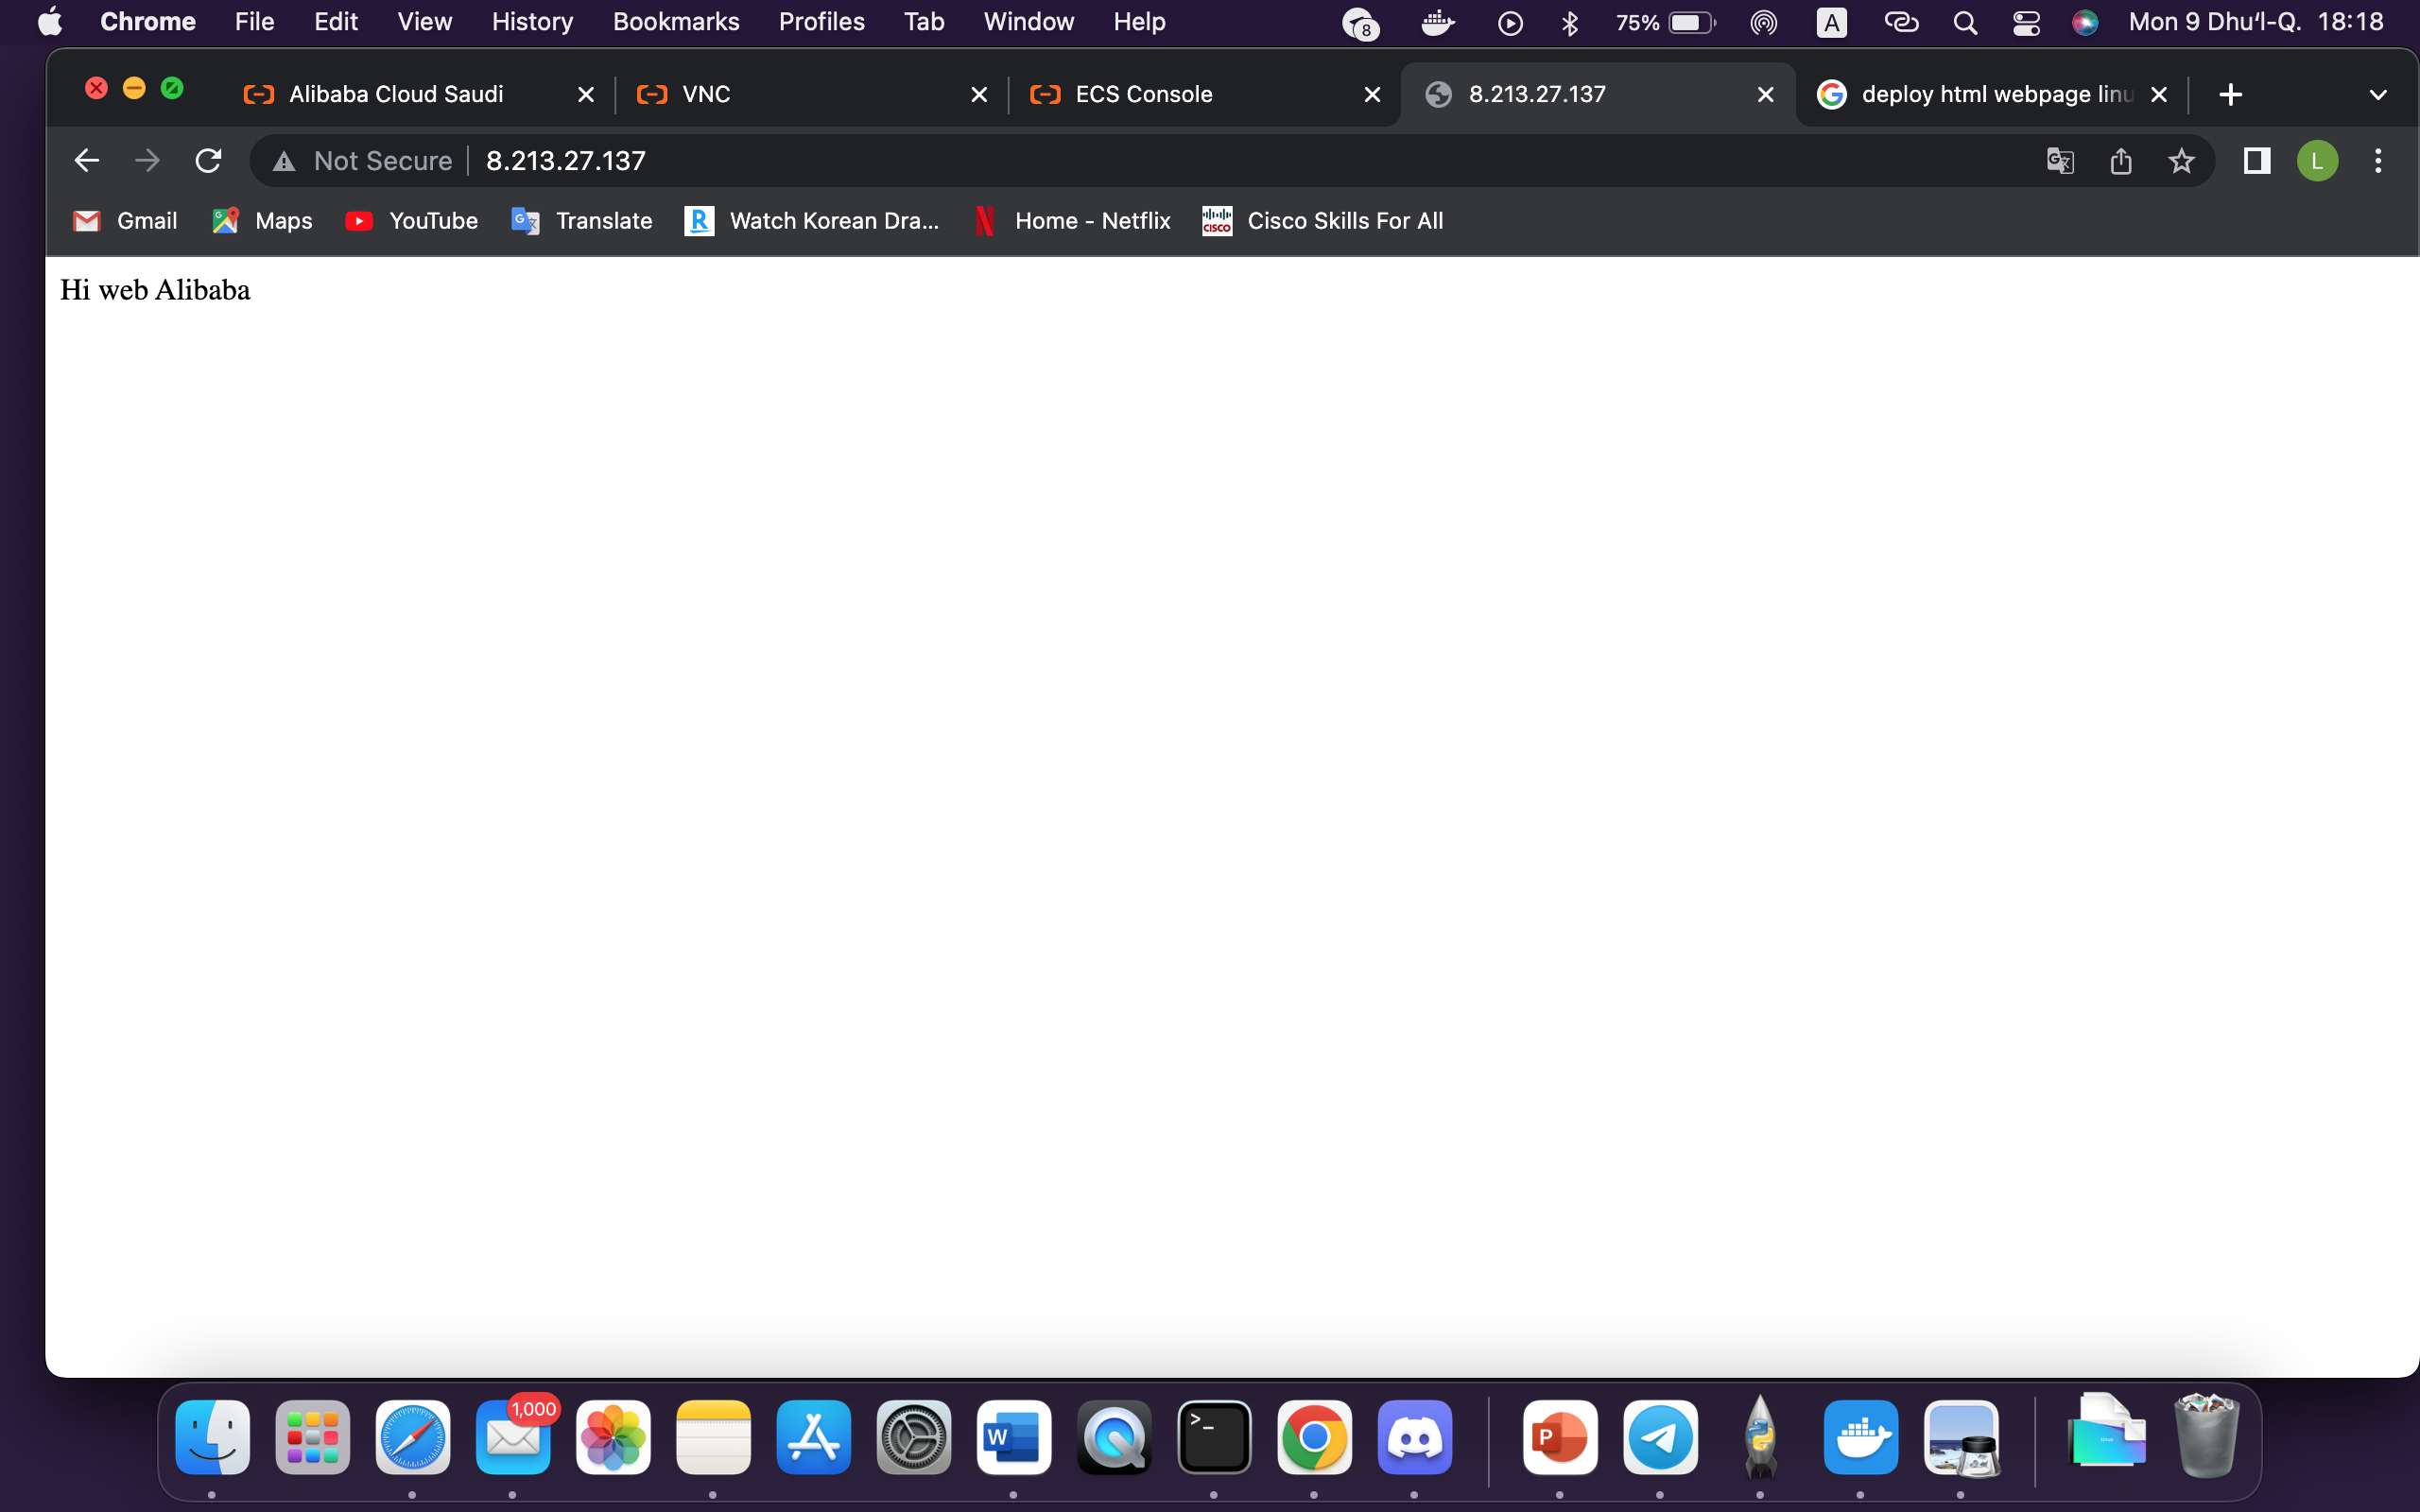 Chrome File Edit View History Bookmarks Profiles Tab Window Help 8 75% A Mon 9 Dhuʻl-Q. 18:18
Alibaba Cloud Saudi VNC ECS Console 8.213.27.137 deploy html webpage linu
Not Secure 8.213.27.137 L
Gmail Maps YouTube Translate R Watch Korean Dra... N Home - Netflix CISCO Cisco Skills For All
Hi web Alibaba
1,000
W >_ P